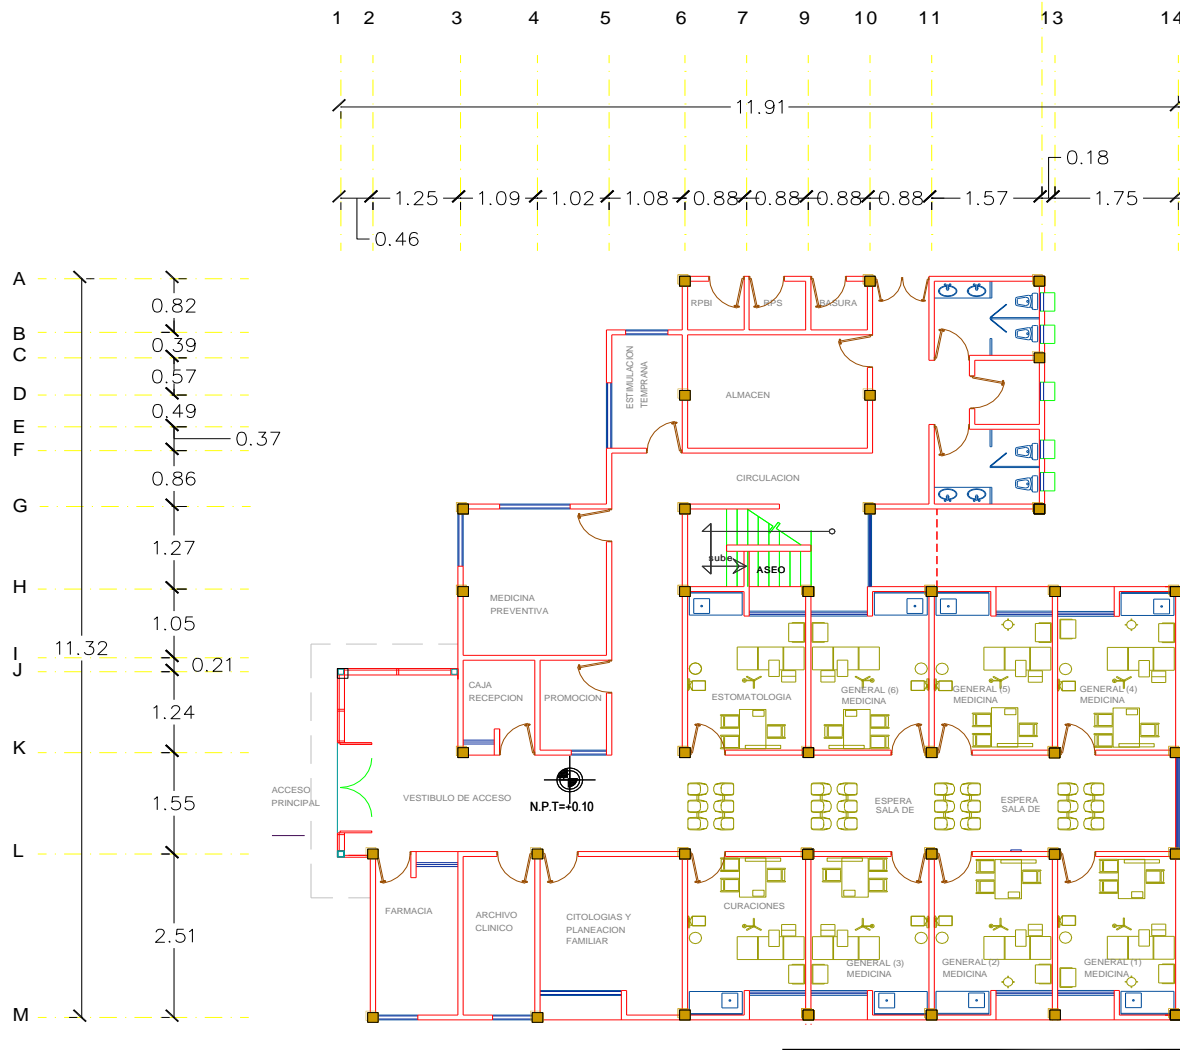 1 2 3 4 5 6 7 9 10 11 13 14
11.91
0.18
1.25 1.09 1.02 1.08 0.88 0.88 0.88 0.88 1.57 1.75
0.46
A
0.82
B
0.39
C
0.57
D
0.49
E
0.37
F
0.86
G
1.27
H
1.05
I
0.21
J
11.32
1.24
K
1.55
L
2.51
M
RPBI
RPS
BASURA
ESTIMULACION
TEMPRANA
ALMACEN
CIRCULACION
sube
ASEO
MEDICINA
PREVENTIVA
CAJA
RECEPCION
PROMOCION
ESTOMATOLOGIA
GENERAL (6)
MEDICINA
GENERAL (5)
MEDICINA
GENERAL (4)
MEDICINA
ACCESO
PRINCIPAL
VESTIBULO DE ACCESO
N.P.T=+0.10
ESPERA
SALA DE
ESPERA
SALA DE
FARMACIA
ARCHIVO
CLINICO
CITOLOGIAS Y
PLANEACION
FAMILIAR
CURACIONES
GENERAL (3)
MEDICINA
GENERAL (2)
MEDICINA
GENERAL (1)
MEDICINA